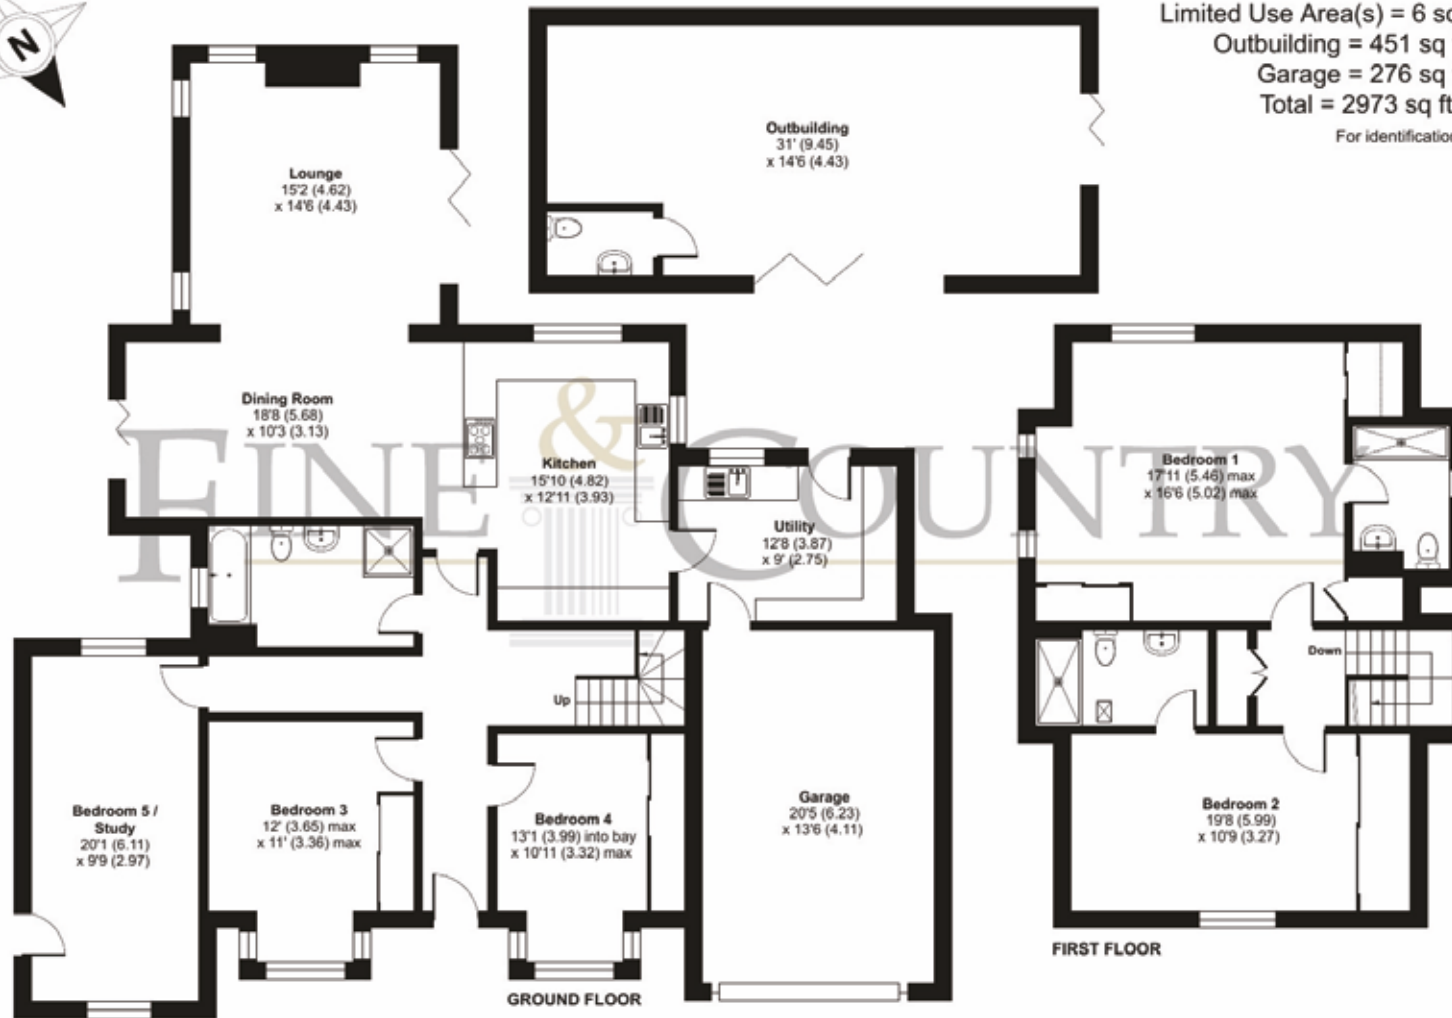 N
Limited Use Area(s) = 6 sq
Outbuilding = 451 sq
Garage = 276 sq
Total = 2973 sq ft
For identification
Outbuilding
31' (9.45)
x 14'6 (4.43)
Lounge
15'2 (4.62)
x 14'6 (4.43)
Dining Room
18'8 (5.68)
x 10'3 (3.13)
Kitchen
15'10 (4.82)
x 12'11 (3.93)
Utility
12'8 (3.87)
x 9' (2.75)
Bedroom 1
17'11 (5.46) max
x 16'6 (5.02) max
FINE & COUNTRY
Up
Down
Bedroom 5 /
Study
20'1 (6.11)
x 9'9 (2.97)
Bedroom 3
12' (3.65) max
x 11' (3.36) max
Bedroom 4
13'1 (3.99) into bay
x 10'11 (3.32) max
Garage
20'5 (6.23)
x 13'6 (4.11)
Bedroom 2
19'8 (5.99)
x 10'9 (3.27)
FIRST FLOOR
GROUND FLOOR